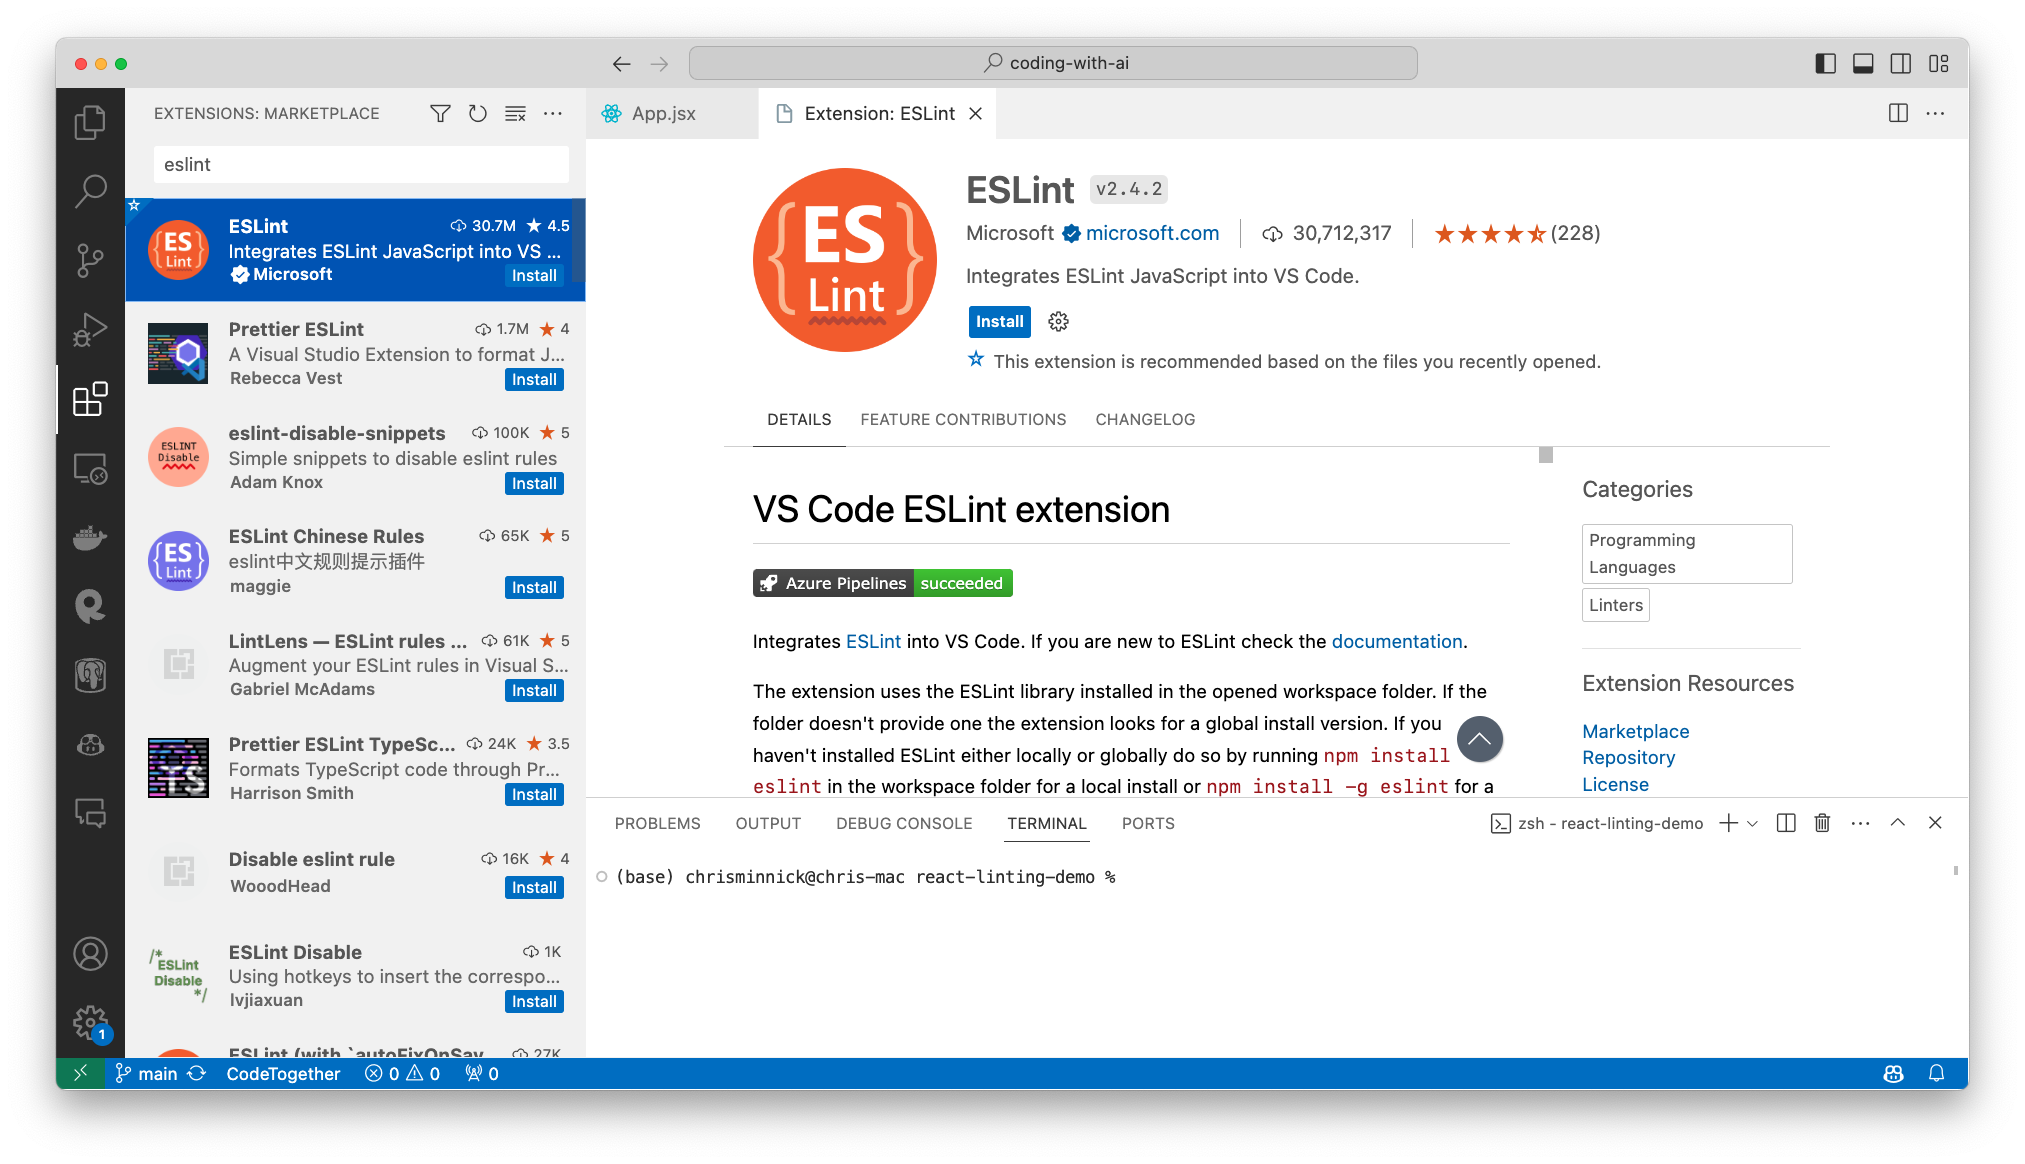 coding-with-ai
EXTENSIONS: MARKETPLACE
App.jsx
Extension: ESLint
eslint
ES
Lint
ESLint
30.7M
4.5
Integrates ESLint JavaScript into VS ...
Microsoft
Install
Prettier ESLint
1.7M
4
A Visual Studio Extension to format J...
Rebecca Vest
Install
ESLINT
Disable
eslint-disable-snippets
100K
5
Simple snippets to disable eslint rules
Adam Knox
Install
ES
Lint
ESLint Chinese Rules
65K
5
eslint中文规则提示插件
maggie
Install
LintLens — ESLint rules ...
61K
5
Augment your ESLint rules in Visual S...
Gabriel McAdams
Install
TS
Prettier ESLint TypeSc...
24K
3.5
Formats TypeScript code through Pr...
Harrison Smith
Install
Disable eslint rule
16K
4
WooodHead
Install
/*
ESLint
Disable
*/
ESLint Disable
1K
Using hotkeys to insert the correspo...
lvjiaxuan
Install
ESLint (with `autoFixOnSav...
27K
1
{ES
Lint}
ESLint
v2.4.2
Microsoft
microsoft.com
30,712,317
(228)
Integrates ESLint JavaScript into VS Code.
Install
This extension is recommended based on the files you recently opened.
DETAILS
FEATURE CONTRIBUTIONS
CHANGELOG
VS Code ESLint extension
Azure Pipelines succeeded
Integrates ESLint into VS Code. If you are new to ESLint check the documentation.
The extension uses the ESLint library installed in the opened workspace folder. If the
folder doesn't provide one the extension looks for a global install version. If you
haven't installed ESLint either locally or globally do so by running npm install
eslint in the workspace folder for a local install or npm install -g eslint for a
Categories
Programming
Languages
Linters
Extension Resources
Marketplace
Repository
License
PROBLEMS
OUTPUT
DEBUG CONSOLE
TERMINAL
PORTS
zsh - react-linting-demo
(base) chrisminnick@chris-mac react-linting-demo %
main
CodeTogether
0
0
0